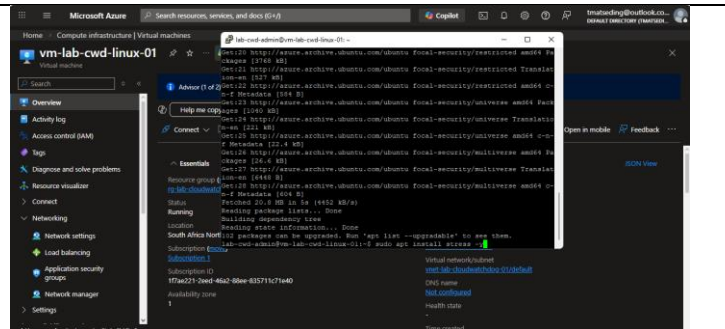 Microsoft Azure
Search resources, services, and docs (G+/)
Copilot
tmatseding@outlook.co...
DEFAULT DIRECTORY (TMATSEDI...
Home > Compute infrastructure | Virtual machines
vm-lab-cwd-linux-01
Virtual machine
Search
Overview
Activity log
Access control (IAM)
Tags
Diagnose and solve problems
Resource visualizer
Connect
Networking
Network settings
Load balancing
Application security
groups
Network manager
Settings
Advisor (1 of 2)
Help me copy
Connect
Open in mobile
Feedback
Essentials
JSON View
Resource group
rg-lab-cloudwatch
Status
Running
Location
South Africa North
Subscription
Subscription 1
Subscription ID
1f7ae221-2eed-46a2-88ee-835711c71e40
Availability zone
1
Virtual network/subnet
vnet-lab-cloudwatchdog-01/default
DNS name
Not configured
Health state
-
Time created
lab-cwd-admin@vm-lab-cwd-linux-01: ~
Get:20 http://azure.archive.ubuntu.com/ubuntu focal-security/restricted amd64 Pa
ckages [3768 kB]
Get:21 http://azure.archive.ubuntu.com/ubuntu focal-security/restricted Translat
ion-en [527 kB]
Get:22 http://azure.archive.ubuntu.com/ubuntu focal-security/restricted amd64 c-
n-f Metadata [584 B]
Get:23 http://azure.archive.ubuntu.com/ubuntu focal-security/universe amd64 Pack
ages [1040 kB]
Get:24 http://azure.archive.ubuntu.com/ubuntu focal-security/universe Translatio
n-en [221 kB]
Get:25 http://azure.archive.ubuntu.com/ubuntu focal-security/universe amd64 c-n-
f Metadata [22.4 kB]
Get:26 http://azure.archive.ubuntu.com/ubuntu focal-security/multiverse amd64 Pa
ckages [26.6 kB]
Get:27 http://azure.archive.ubuntu.com/ubuntu focal-security/multiverse Translat
ion-en [6448 B]
Get:28 http://azure.archive.ubuntu.com/ubuntu focal-security/multiverse amd64 c-
n-f Metadata [604 B]
Fetched 20.8 MB in 5s (4452 kB/s)
Reading package lists... Done
Building dependency tree
Reading state information... Done
102 packages can be upgraded. Run 'apt list --upgradable' to see them.
lab-cwd-admin@vm-lab-cwd-linux-01:~$ sudo apt install stress -y